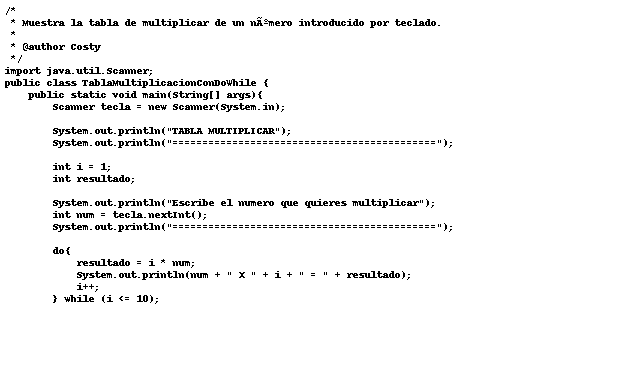 /*
 * Muestra la tabla de multiplicar de un nÃºmero introducido por teclado.
 *
 * @author Costy
 */
import java.util.Scanner;
public class TablaMultiplicacionConDoWhile {
    public static void main(String[] args){
        Scanner tecla = new Scanner(System.in);

        System.out.println("TABLA MULTIPLICAR");
        System.out.println("============================================");

        int i = 1;
        int resultado;

        System.out.println("Escribe el numero que quieres multiplicar");
        int num = tecla.nextInt();
        System.out.println("============================================");

        do{
            resultado = i * num;
            System.out.println(num + " X " + i + " = " + resultado);
            i++;
        } while (i <= 10);